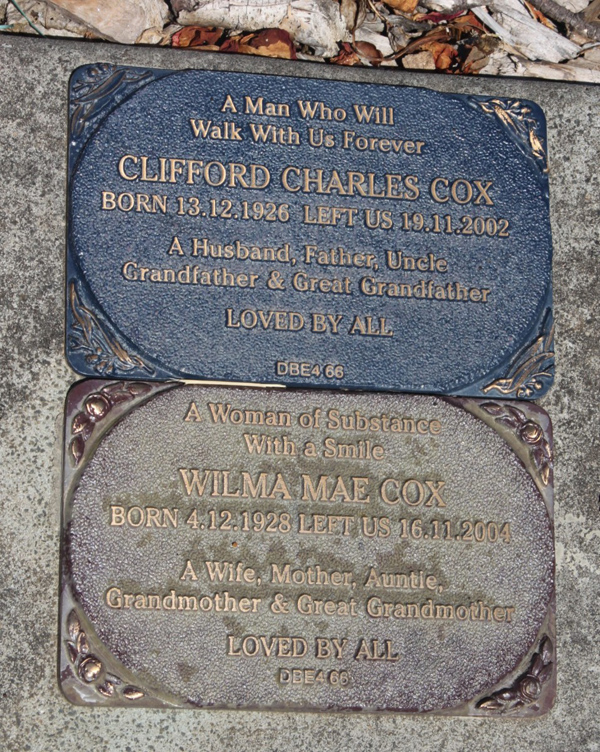 A Man Who Will
Walk With Us Forever
CLIFFORD CHARLES COX
BORN 13.12.1926 LEFT US 19.11.2002
A Husband, Father, Uncle
Grandfather & Great Grandfather
LOVED BY ALL
DBE4 66
A Woman of Substance
With a Smile
WILMA MAE COX
BORN 4.12.1928 LEFT US 16.11.2004
A Wife, Mother, Auntie,
Grandmother & Great Grandmother
LOVED BY ALL
DBE4 66